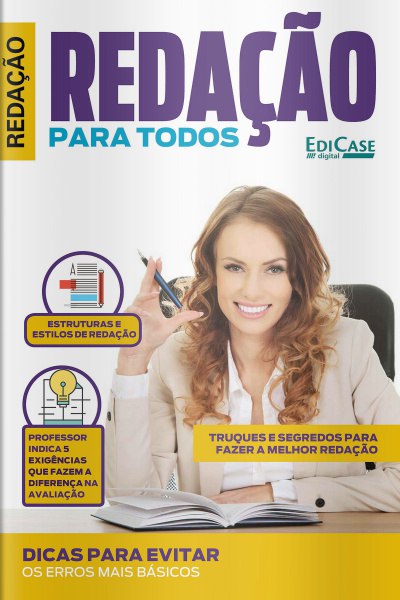 REDAÇÃO
REDAÇÃO
PARA TODOS
EDICASE
digital
ESTRUTURAS E
ESTILOS DE REDAÇÃO
PROFESSOR
INDICA 5
EXIGÊNCIAS
QUE FAZEM A
DIFERENÇA NA
AVALIAÇÃO
TRUQUES E SEGREDOS PARA
FAZER A MELHOR REDAÇÃO
DICAS PARA EVITAR
OS ERROS MAIS BÁSICOS